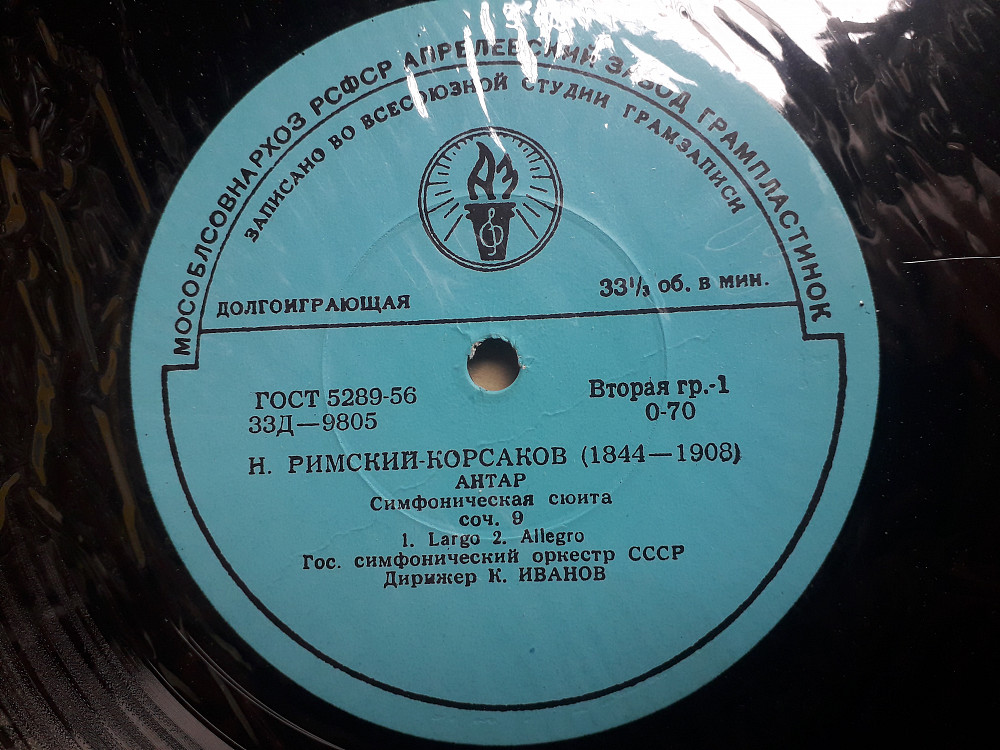 МОСОБЛСОВНАРХОЗ РСФСР АПРЕЛЕВСКИЙ ЗАВОД ГРАМПЛАСТИНОК
ЗАПИСАНО ВО ВСЕСОЮЗНОЙ СТУДИИ ГРАМЗАПИСИ
АЗ
ДОЛГОИГРАЮЩАЯ
33⅓ об. в мин.
ГОСТ 5289-56
Вторая гр.-1
33Д—9805
0-70
Н. РИМСКИЙ-КОРСАКОВ (1844—1908)
АНТАР
Симфоническая сюита
соч. 9
1. Largo 2. Allegro
Гос. симфонический оркестр СССР
Дирижер К. ИВАНОВ